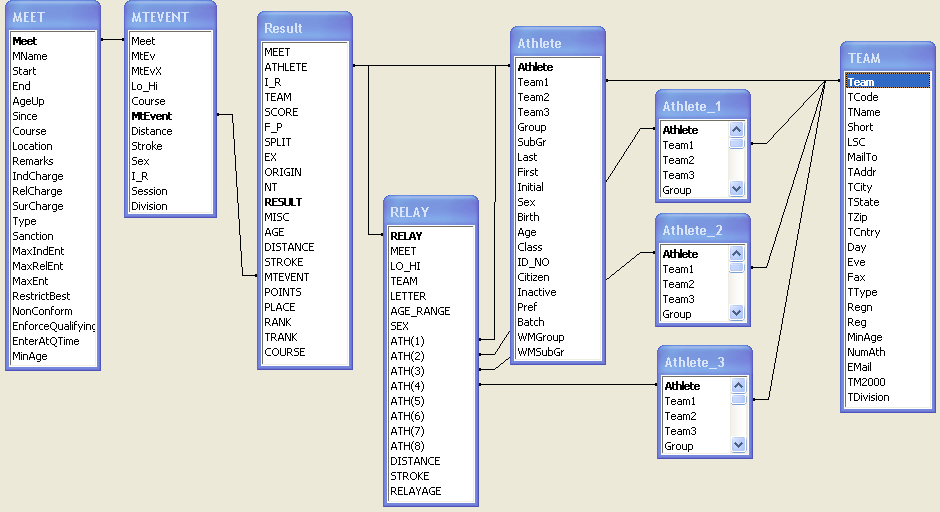 MEET
Meet
MName
Start
End
AgeUp
Since
Course
Location
Remarks
IndCharge
RelCharge
SurCharge
Type
Sanction
MaxIndEnt
MaxRelEnt
MaxEnt
RestrictBest
NonConform
EnforceQualifying
EnterAtQTime
MinAge
MTEVENT
Meet
MtEv
MtEvX
Lo_Hi
Course
MtEvent
Distance
Stroke
Sex
I_R
Session
Division
Result
MEET
ATHLETE
I_R
TEAM
SCORE
F_P
SPLIT
EX
ORIGIN
NT
RESULT
MISC
AGE
DISTANCE
STROKE
MTEVENT
POINTS
PLACE
RANK
TRANK
COURSE
RELAY
RELAY
MEET
LO_HI
TEAM
LETTER
AGE_RANGE
SEX
ATH(1)
ATH(2)
ATH(3)
ATH(4)
ATH(5)
ATH(6)
ATH(7)
ATH(8)
DISTANCE
STROKE
RELAYAGE
Athlete
Athlete
Team1
Team2
Team3
Group
SubGr
Last
First
Initial
Sex
Birth
Age
Class
ID_NO
Citizen
Inactive
Pref
Batch
WMGroup
WMSubGr
Athlete_1
Athlete
Team1
Team2
Team3
Group
Athlete_2
Athlete
Team1
Team2
Team3
Group
Athlete_3
Athlete
Team1
Team2
Team3
Group
TEAM
Team
TCode
TName
Short
LSC
MailTo
TAddr
TCity
TState
TZip
TCntry
Day
Eve
Fax
TType
Regn
Reg
MinAge
NumAth
EMail
TM2000
TDivision